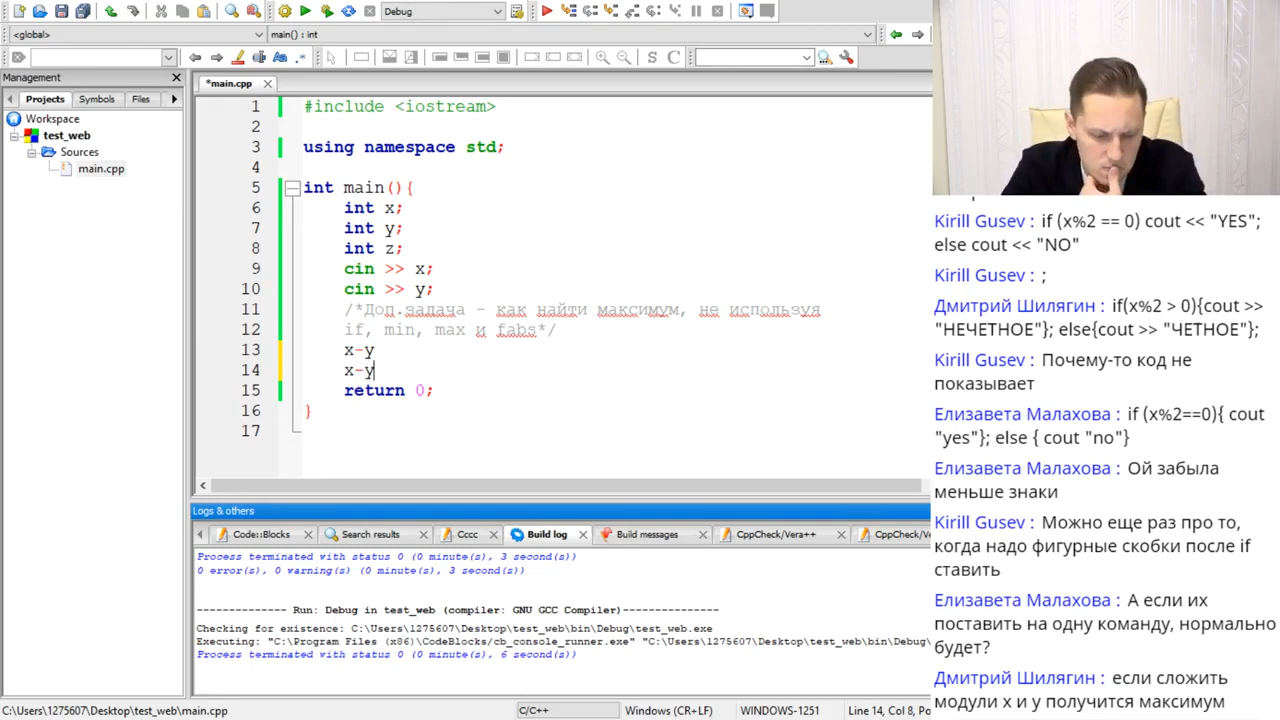 Debug
<global>
main() : int
S C
Management
*main.cpp
Projects Symbols Files
Workspace
test_web
Sources
main.cpp
1 #include <iostream>
2
3 using namespace std;
4
5 int main(){
6 int x;
7 int y;
8 int z;
9 cin >> x;
10 cin >> y;
11 /*Доп.задача - как найти максимум, не используя
12 if, min, max и fabs*/
13 x-y
14 x-y
15 return 0;
16 }
17
Logs & others
Code::Blocks Search results Cccc Build log Build messages CppCheck/Vera++ CppCheck/Ver
Process terminated with status 0 (0 minute(s), 3 second(s))
0 error(s), 0 warning(s) (0 minute(s), 3 second(s))
-------------- Run: Debug in test_web (compiler: GNU GCC Compiler)---------------
Checking for existence: C:\Users\1275607\Desktop\test_web\bin\Debug\test_web.exe
Executing: "C:\Program Files (x86)\CodeBlocks/cb_console_runner.exe" "C:\Users\1275607\Desktop\test_web\bin\Debug\
Process terminated with status 0 (0 minute(s), 6 second(s))
C:\Users\1275607\Desktop\test_web\main.cpp C/C++ Windows (CR+LF) WINDOWS-1251 Line 14, Col 8, Po
Kirill Gusev : if (x%2 == 0) cout << "YES";
else cout << "NO"
Kirill Gusev : ;
Дмитрий Шилягин : if(x%2 > 0){cout >>
"НЕЧЕТНОЕ"}; else{cout >> "ЧЕТНОЕ"};
Kirill Gusev : Почему-то код не
показывает
Елизавета Малахова : if (x%2==0){ cout
"yes"}; else { cout "no"}
Елизавета Малахова : Ой забыла
меньше знаки
Kirill Gusev : Можно еще раз про то,
когда надо фигурные скобки после if
ставить
Елизавета Малахова : А если их
поставить на одну команду, нормально
будет?
Дмитрий Шилягин : если сложить
модули х и у получится максимум